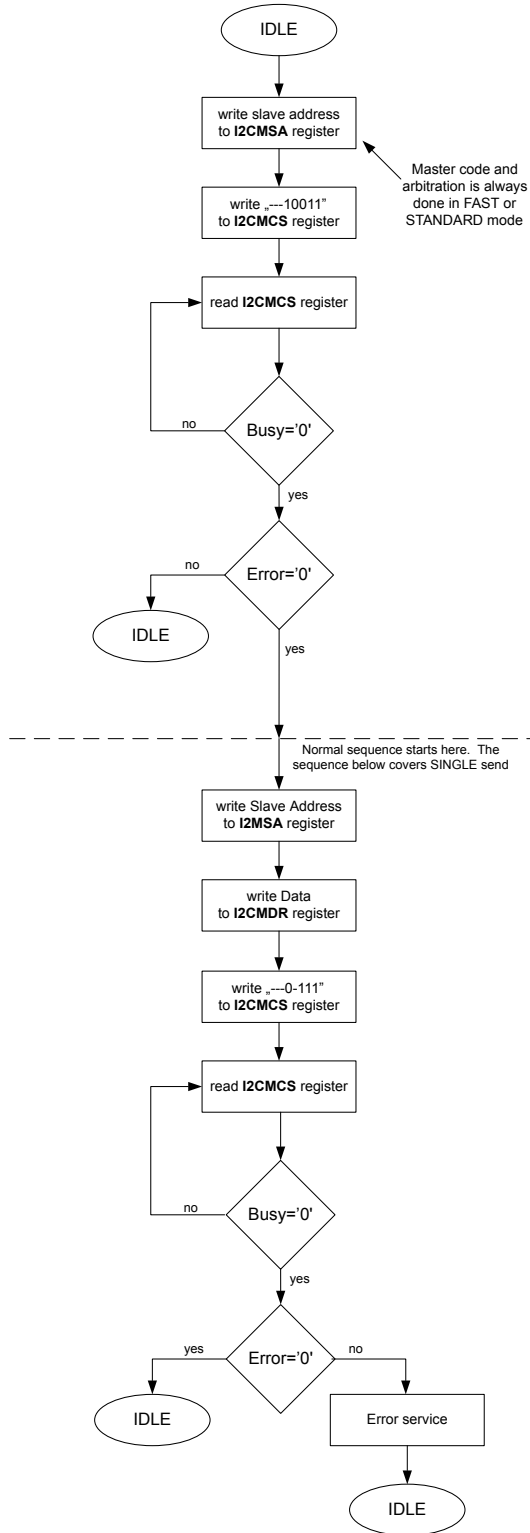 IDLE
write slave address
to I2CMSA register
Master code and
arbitration is always
done in FAST or
STANDARD mode
write „---10011”
to I2CMCS register
read I2CMCS register
Busy=’0'
no
yes
Error=’0'
no
IDLE
yes
Normal sequence starts here. The
sequence below covers SINGLE send
write Slave Address
to I2MSA register
write Data
to I2CMDR register
write „---0-111”
to I2CMCS register
read I2CMCS register
Busy=’0'
no
yes
Error=’0'
yes
no
IDLE
Error service
IDLE